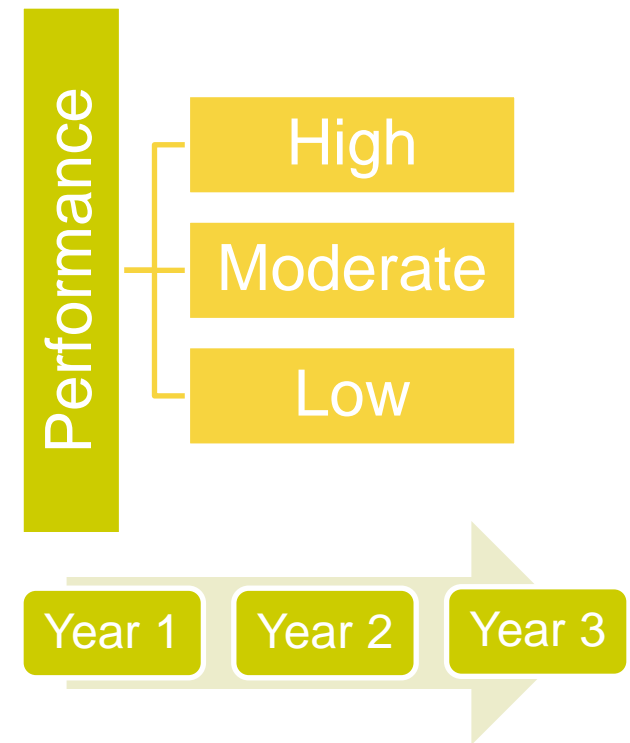 Performance
High
Moderate
Low
Year 1
Year 2
Year 3